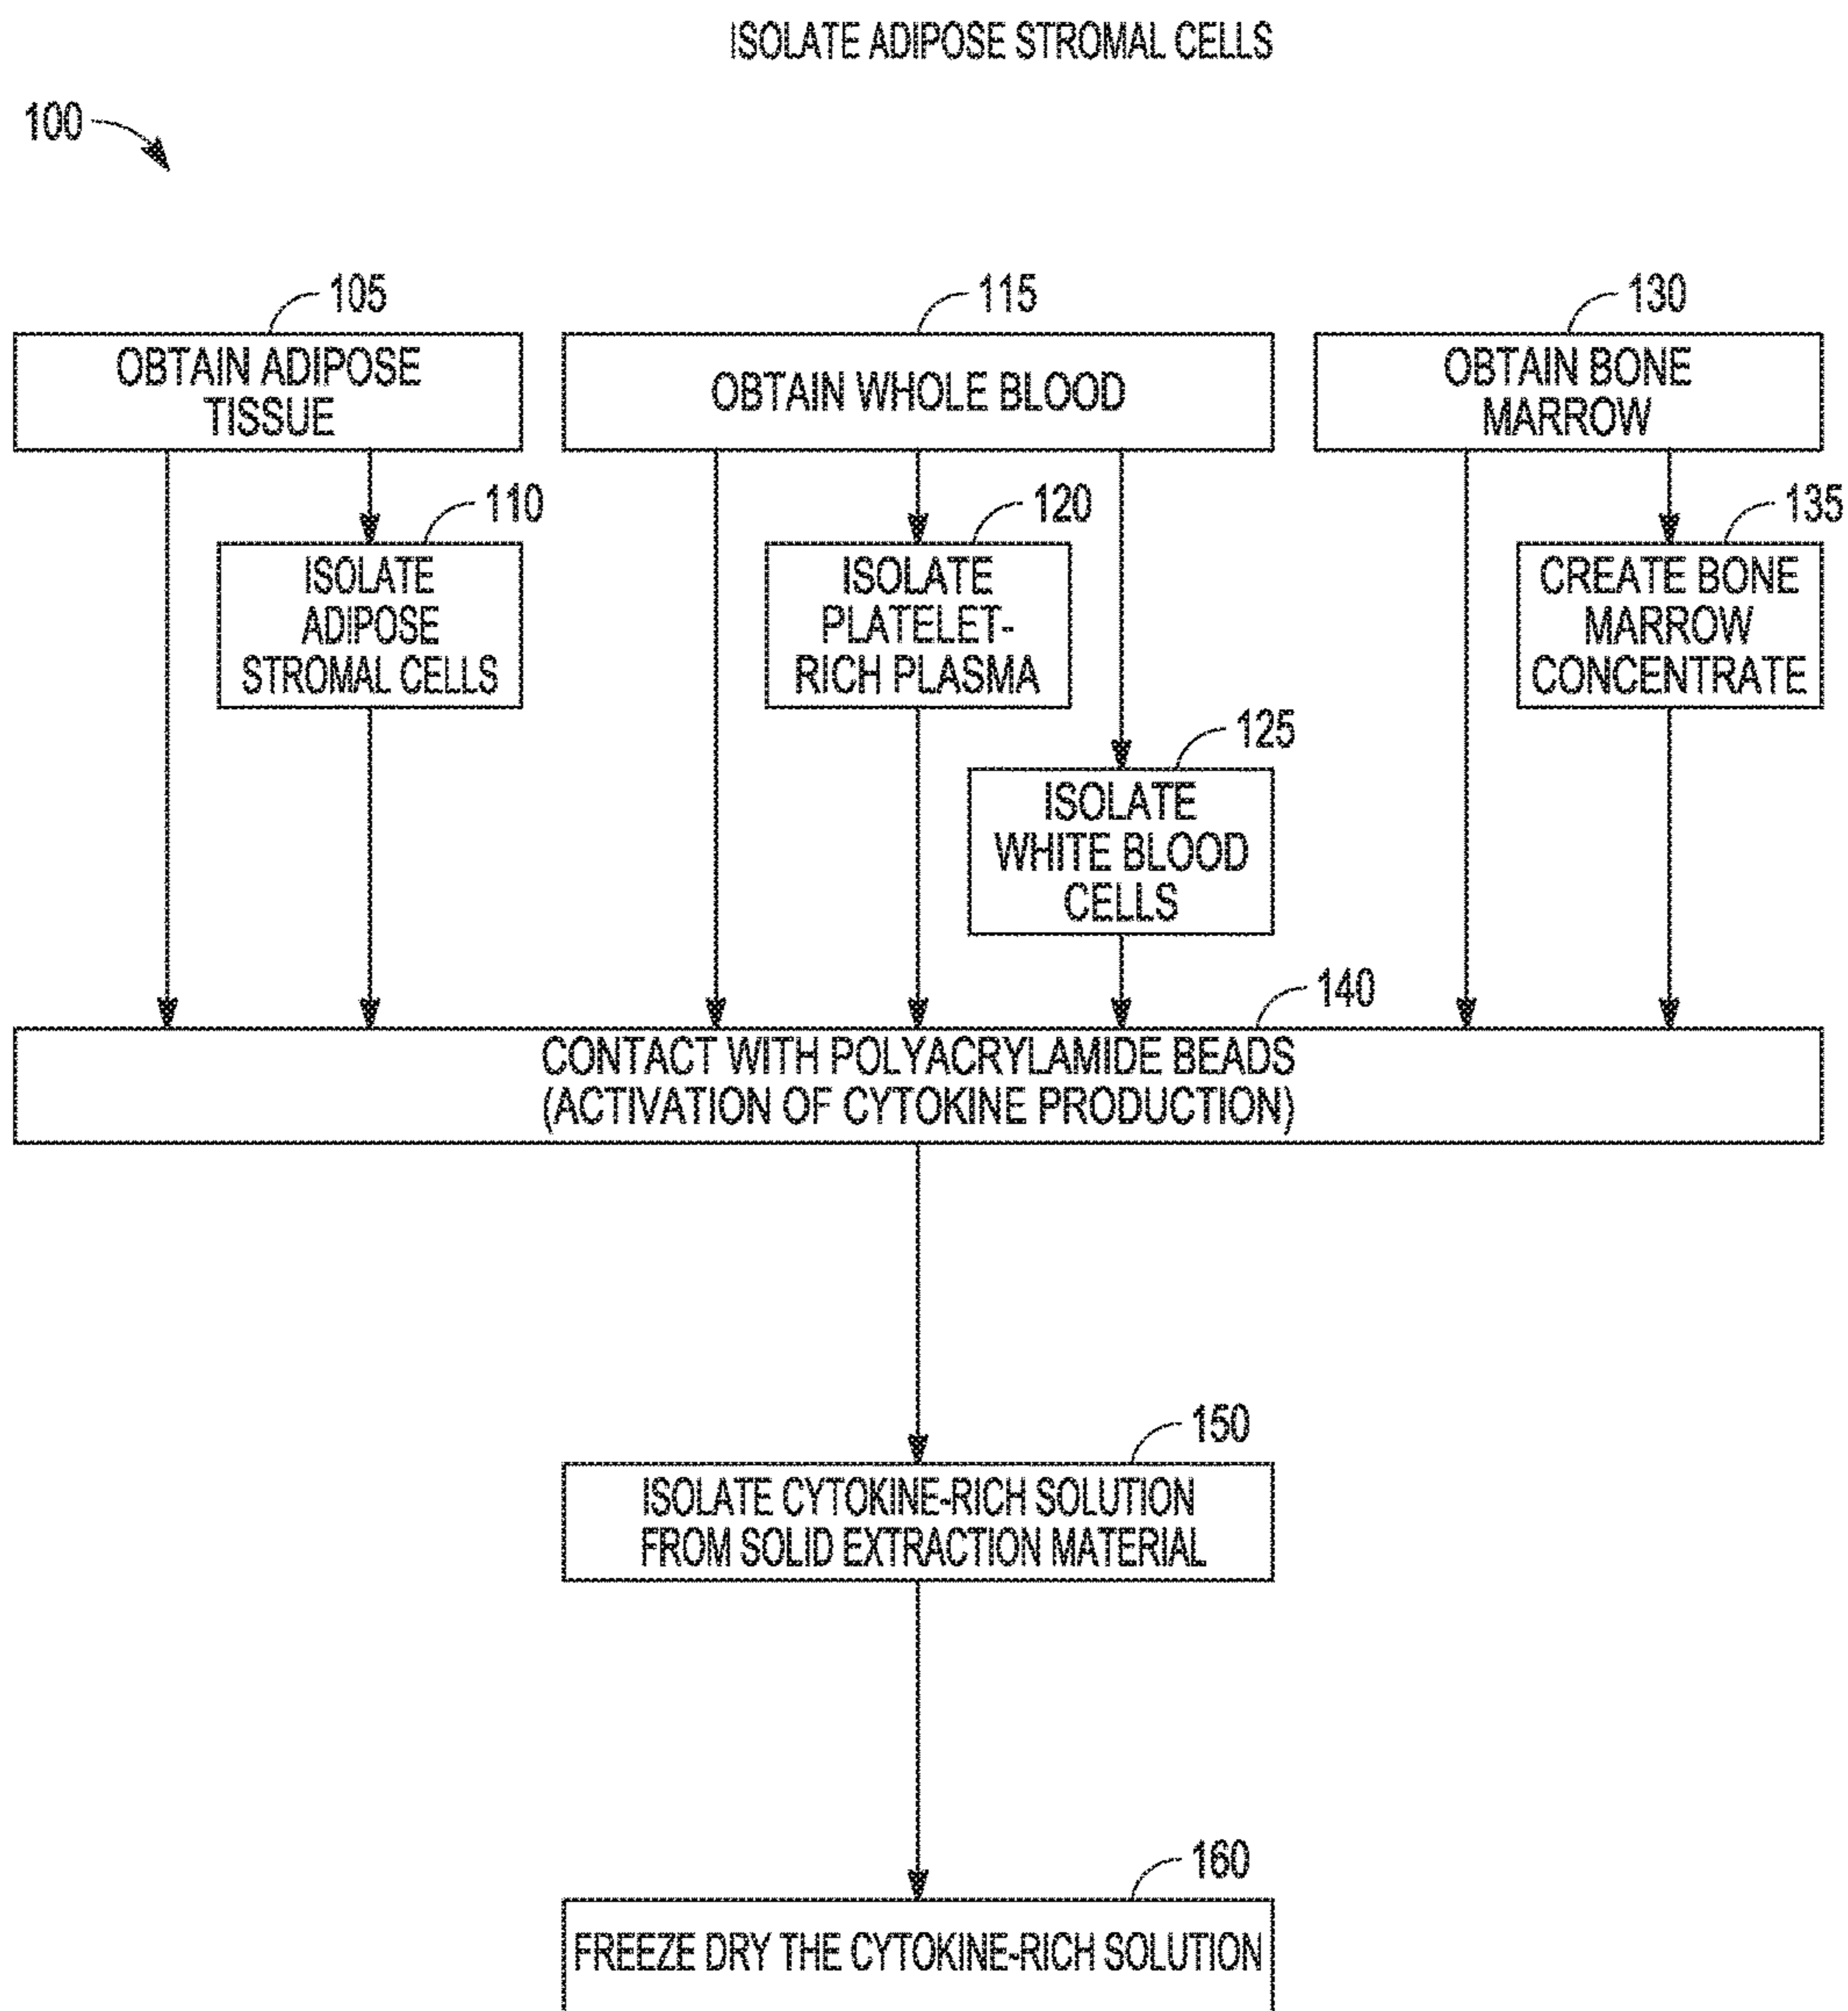 ISOLATE ADIPOSE STROMAL CELLS
100
105
115
130
OBTAIN ADIPOSE
TISSUE
OBTAIN WHOLE BLOOD
OBTAIN BONE
MARROW
110
120
135
ISOLATE
ADIPOSE
STROMAL CELLS
ISOLATE
PLATELET-
RICH PLASMA
CREATE BONE
MARROW
CONCENTRATE
125
ISOLATE
WHITE BLOOD
CELLS
140
CONTACT WITH POLYACRYLAMIDE BEADS
(ACTIVATION OF CYTOKINE PRODUCTION)
150
ISOLATE CYTOKINE-RICH SOLUTION
FROM SOLID EXTRACTION MATERIAL
160
FREEZE DRY THE CYTOKINE-RICH SOLUTION